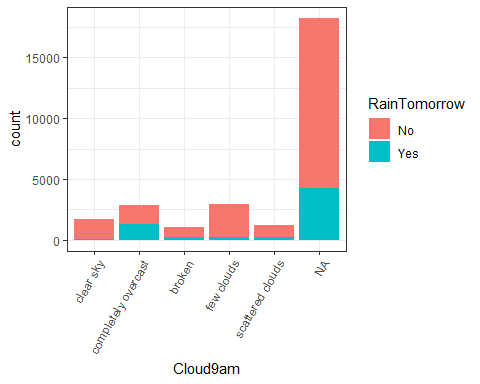 15000
10000
5000
0
count
clear sky
completely overcast
broken
few clouds
scattered clouds
NA
Cloud9am
RainTomorrow
No
Yes